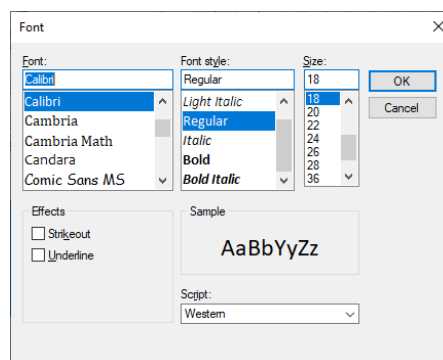 Font
Font: Font style: Size:
Calibri Regular 18
Calibri Light Italic 18
Cambria Regular 20
Cambria Math Italic 22
Candara Bold 24
Comic Sans MS Bold Italic 26
28
36
OK
Cancel
Effects
Strikeout
Underline
Sample
AaBbYyZz
Script:
Western